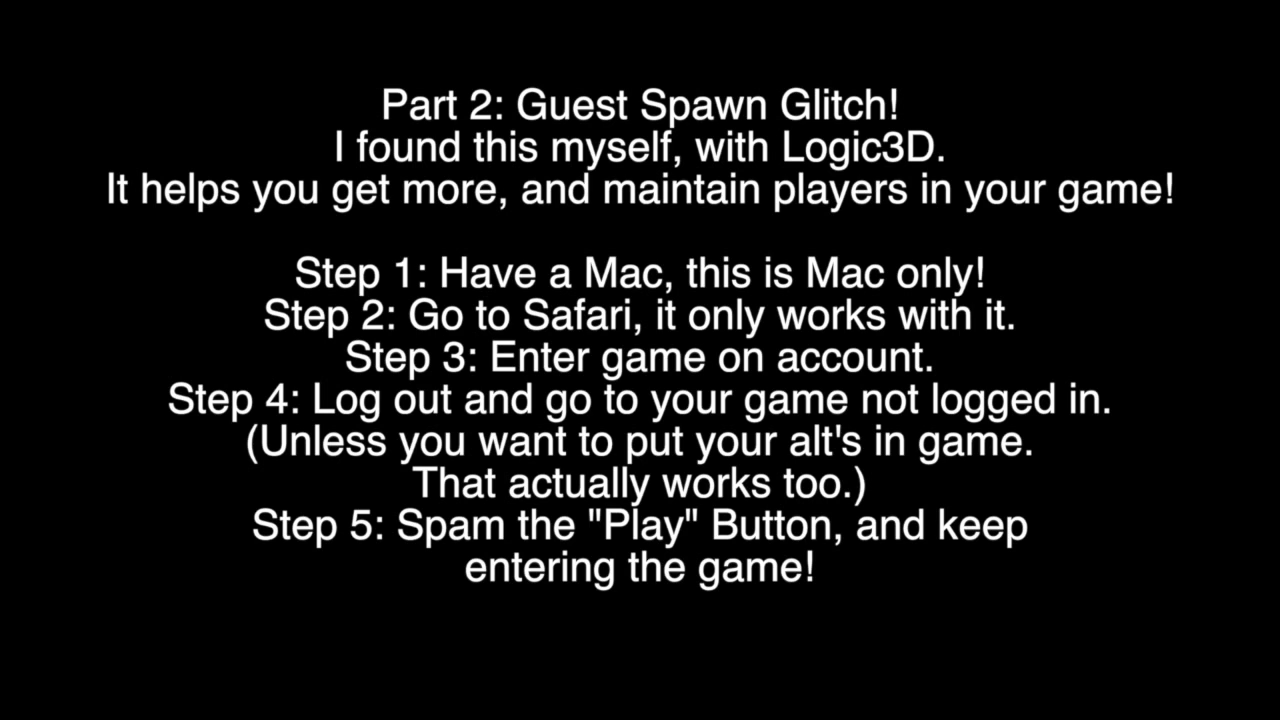 Part 2: Guest Spawn Glitch!
I found this myself, with Logic3D.
It helps you get more, and maintain players in your game!
Step 1: Have a Mac, this is Mac only!
Step 2: Go to Safari, it only works with it.
Step 3: Enter game on account.
Step 4: Log out and go to your game not logged in.
(Unless you want to put your alt's in game.
That actually works too.)
Step 5: Spam the "Play" Button, and keep
entering the game!